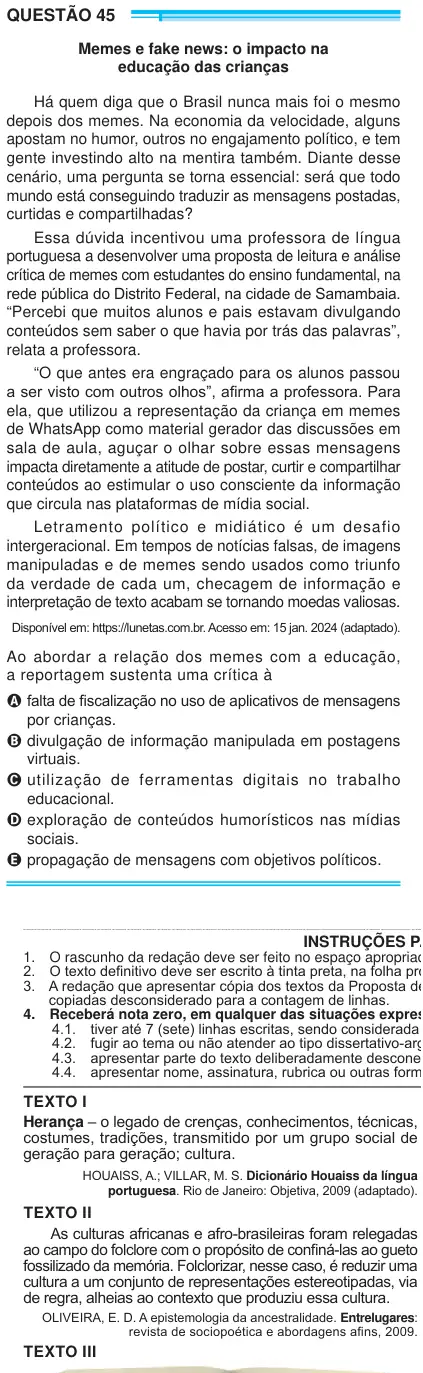 QUESTÃO 45
Memes e fake news: o impacto na
educação das crianças
Há quem diga que o Brasil nunca mais foi o mesmo
depois dos memes. Na economia da velocidade, alguns
apostam no humor, outros no engajamento político, e tem
gente investindo alto na mentira também. Diante desse
cenário, uma pergunta se torna essencial: será que todo
mundo está conseguindo traduzir as mensagens postadas,
curtidas e compartilhadas?
Essa dúvida incentivou uma professora de língua
portuguesa a desenvolver uma proposta de leitura e análise
crítica de memes com estudantes do ensino fundamental, na
rede pública do Distrito Federal, na cidade de Samambaia.
“Percebi que muitos alunos e pais estavam divulgando
conteúdos sem saber o que havia por trás das palavras”,
relata a professora.
“O que antes era engraçado para os alunos passou
a ser visto com outros olhos”, afirma a professora. Para
ela, que utilizou a representação da criança em memes
de WhatsApp como material gerador das discussões em
sala de aula, aguçar o olhar sobre essas mensagens
impacta diretamente a atitude de postar, curtir e compartilhar
conteúdos ao estimular o uso consciente da informação
que circula nas plataformas de mídia social.
Letramento político e midiático é um desafio
intergeracional. Em tempos de notícias falsas, de imagens
manipuladas e de memes sendo usados como triunfo
da verdade de cada um, checagem de informação e
interpretação de texto acabam se tornando moedas valiosas.
Disponível em: https://lunetas.com.br. Acesso em: 15 jan. 2024 (adaptado).
Ao abordar a relação dos memes com a educação,
a reportagem sustenta uma crítica à
A falta de fiscalização no uso de aplicativos de mensagens
por crianças.
B divulgação de informação manipulada em postagens
virtuais.
C utilização de ferramentas digitais no trabalho
educacional.
D exploração de conteúdos humorísticos nas mídias
sociais.
E propagação de mensagens com objetivos políticos.
INSTRUÇÕES P
1. O rascunho da redação deve ser feito no espaço apropria
2. O texto definitivo deve ser escrito à tinta preta, na folha pr
3. A redação que apresentar cópia dos textos da Proposta d
copiadas desconsiderado para a contagem de linhas.
4. Receberá nota zero, em qualquer das situações expres
4.1. tiver até 7 (sete) linhas escritas, sendo considerada
4.2. fugir ao tema ou não atender ao tipo dissertativo-ar
4.3. apresentar parte do texto deliberadamente descone
4.4. apresentar nome, assinatura, rubrica ou outras form
TEXTO I
Herança – o legado de crenças, conhecimentos, técnicas,
costumes, tradições, transmitido por um grupo social de
geração para geração; cultura.
HOUAISS, A.; VILLAR, M. S. Dicionário Houaiss da língua
portuguesa. Rio de Janeiro: Objetiva, 2009 (adaptado).
TEXTO II
As culturas africanas e afro-brasileiras foram relegadas
ao campo do folclore com o propósito de confiná-las ao gueto
fossilizado da memória. Folclorizar, nesse caso, é reduzir uma
cultura a um conjunto de representações estereotipadas, via
de regra, alheias ao contexto que produziu essa cultura.
OLIVEIRA, E. D. A epistemologia da ancestralidade. Entrelugares:
revista de sociopoética e abordagens afins, 2009.
TEXTO III